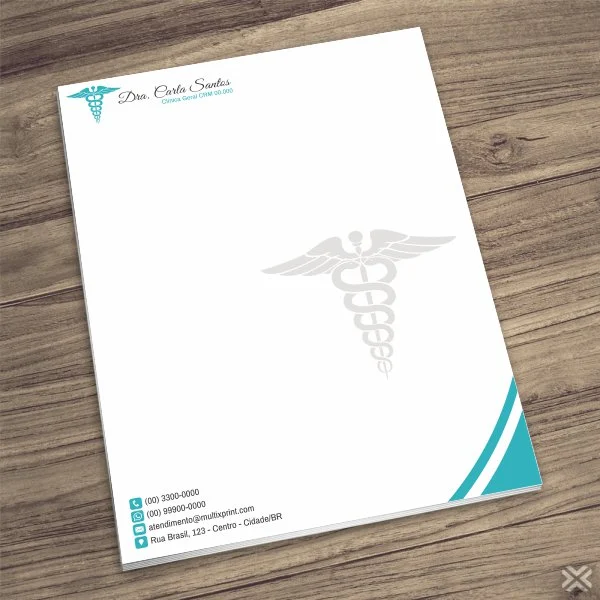 Dra. Carla Santos
Clínica Geral CRM 00.000
(00) 3300-0000
(00) 99900-0000
atendimento@multixprint.com
Rua Brasil, 123 - Centro - Cidade/BR